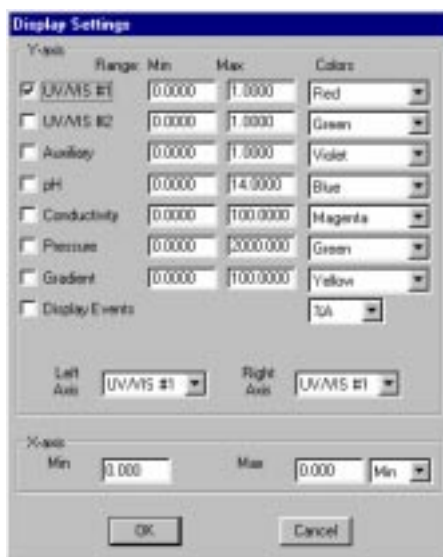 Display Settings
Y-axis
Range: Min Max Colors
UV/VIS #1 0.0000 1.0000 Red
UV/VIS #2 0.0000 1.0000 Green
Auxiliary 0.0000 1.0000 Violet
pH 0.0000 14.0000 Blue
Conductivity 0.0000 100.0000 Magenta
Pressure 0.0000 2000.000 Green
Gradient 0.0000 100.0000 Yellow
Display Events %A
Left Axis UV/VIS #1 Right Axis UV/VIS #1
X-axis
Min 0.000 Max 0.000 Min
OK Cancel